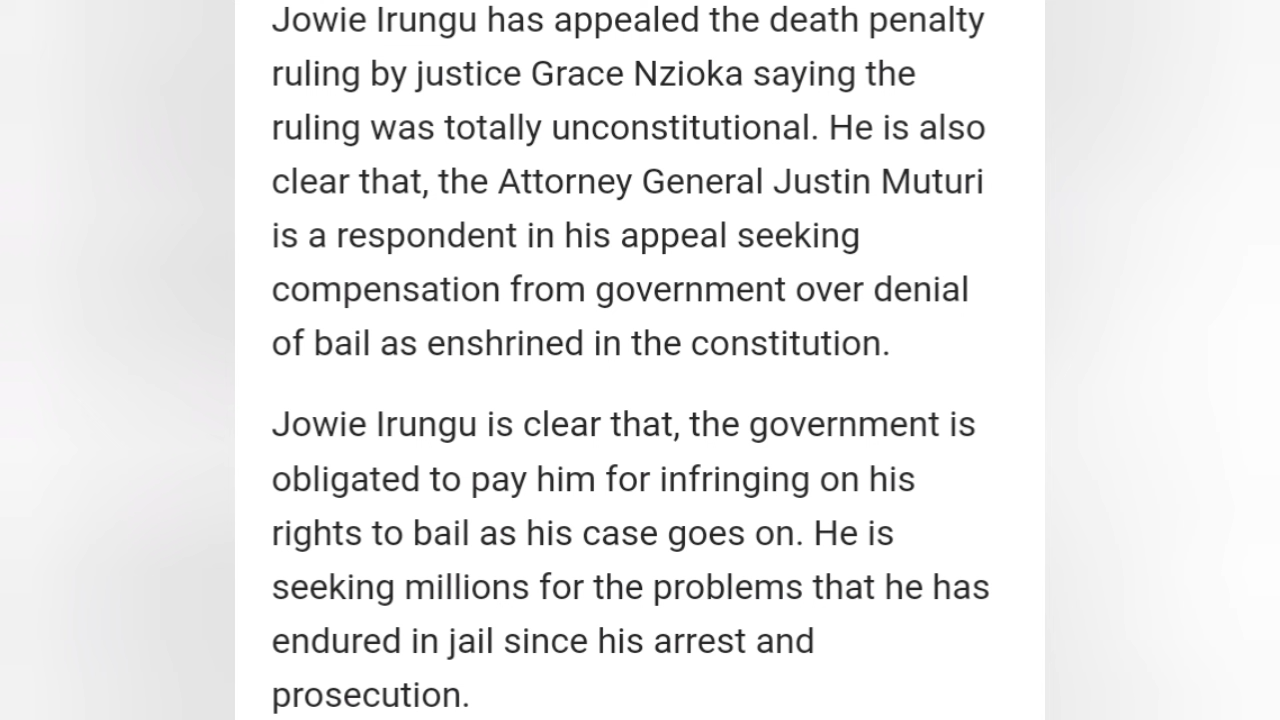 Jowie Irungu has appealed the death penalty
ruling by justice Grace Nzioka saying the
ruling was totally unconstitutional. He is also
clear that, the Attorney General Justin Muturi
is a respondent in his appeal seeking
compensation from government over denial
of bail as enshrined in the constitution.
Jowie Irungu is clear that, the government is
obligated to pay him for infringing on his
rights to bail as his case goes on. He is
seeking millions for the problems that he has
endured in jail since his arrest and
prosecution.